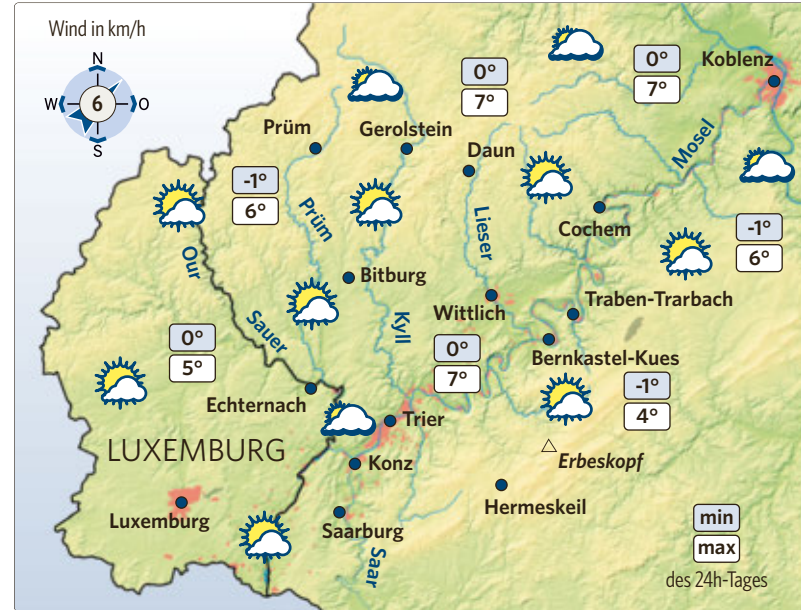 Wind in km/h
N
W 6 O
S
0°
7°
0°
7°
Koblenz
Prüm
Gerolstein
Daun
Mosel
-1°
6°
Prüm
Lieser
Cochem
-1°
6°
Our
Bitburg
Sauer
Kyll
Wittlich
Traben-Trarbach
0°
5°
0°
7°
Bernkastel-Kues
-1°
4°
Echternach
Trier
LUXEMBURG
Konz
Erbeskopf
Hermeskeil
Luxemburg
Saarburg
Saar
min
max
des 24h-Tages